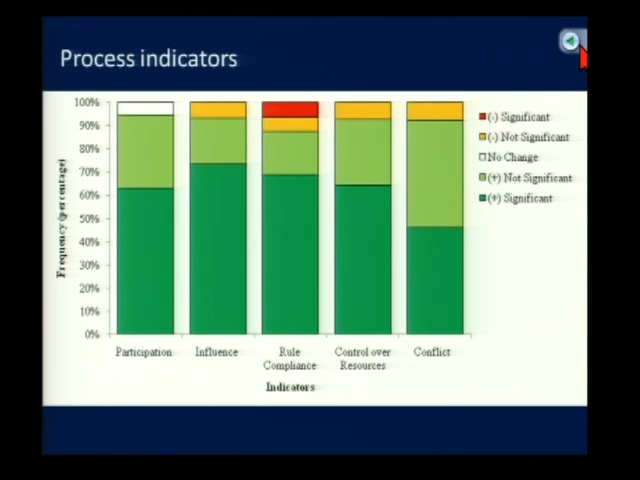 Process indicators
100%
90%
80%
70%
60%
50%
40%
30%
20%
10%
0%
Frequency (percentage)
Participation
Influence
Rule
Compliance
Control over
Resources
Conflict
Indicators
(-) Significant
(-) Not Significant
No Change
(+) Not Significant
(+) Significant